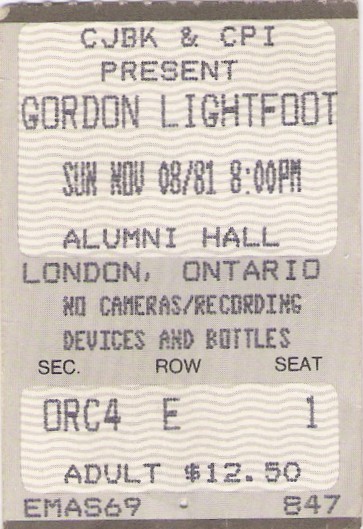 CJBK & CPI
PRESENT
GORDON LIGHTFOOT
SUN NOV 08/81 8:00PM
ALUMNI HALL
LONDON, ONTARIO
NO CAMERAS/RECORDING
DEVICES AND BOTTLES
SEC. ROW SEAT
ORC4 E 1
ADULT $12.50
EMAS69 - 847